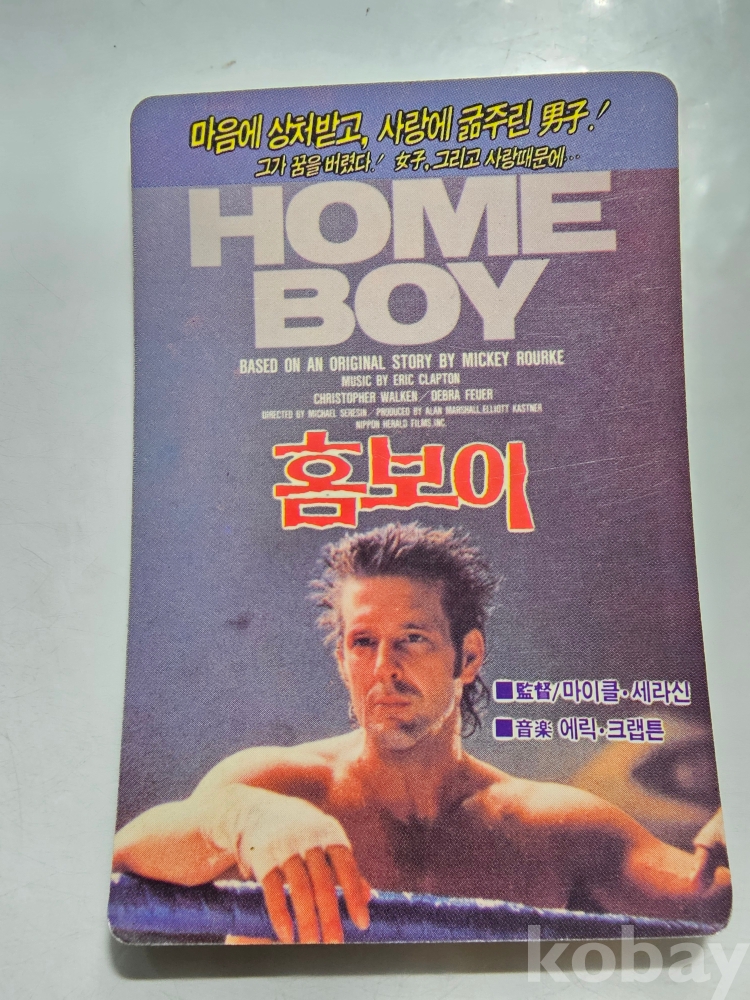 마음에 상처받고, 사랑에 굶주린 男子!
그가 꿈을 버렸다! 女子, 그리고 사랑때문에…
HOME
BOY
BASED ON AN ORIGINAL STORY BY MICKEY ROURKE
MUSIC BY ERIC CLAPTON
CHRISTOPHER WALKEN / DEBRA FEUER
DIRECTED BY MICHAEL SERESIN / PRODUCED BY ALAN MARSHALL, ELLIOTT KASTNER
NIPPON HERALD FILMS, INC.
홈보이
■監督/마이클·세라신
■音楽 에릭·크랩튼
kobay